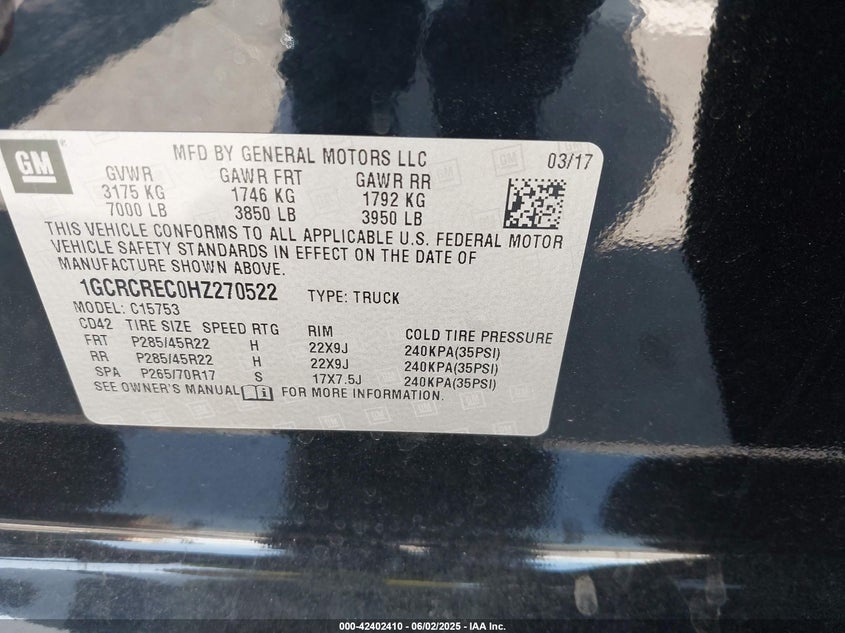 GM
MFD BY GENERAL MOTORS LLC
03/17
GVWR GAWR FRT GAWR RR
3175 KG 1746 KG 1792 KG
7000 LB 3850 LB 3950 LB
THIS VEHICLE CONFORMS TO ALL APPLICABLE U.S. FEDERAL MOTOR
VEHICLE SAFETY STANDARDS IN EFFECT ON THE DATE OF
MANUFACTURE SHOWN ABOVE.
1GCRCREC0HZ270522 TYPE: TRUCK
MODEL: C15753
CD42 TIRE SIZE SPEED RTG RIM COLD TIRE PRESSURE
FRT P285/45R22 H 22X9J 240KPA(35PSI)
RR P285/45R22 H 22X9J 240KPA(35PSI)
SPA P265/70R17 S 17X7.5J 240KPA(35PSI)
SEE OWNER'S MANUAL FOR MORE INFORMATION.
000-42402410 - 06/02/2025 - IAA Inc.